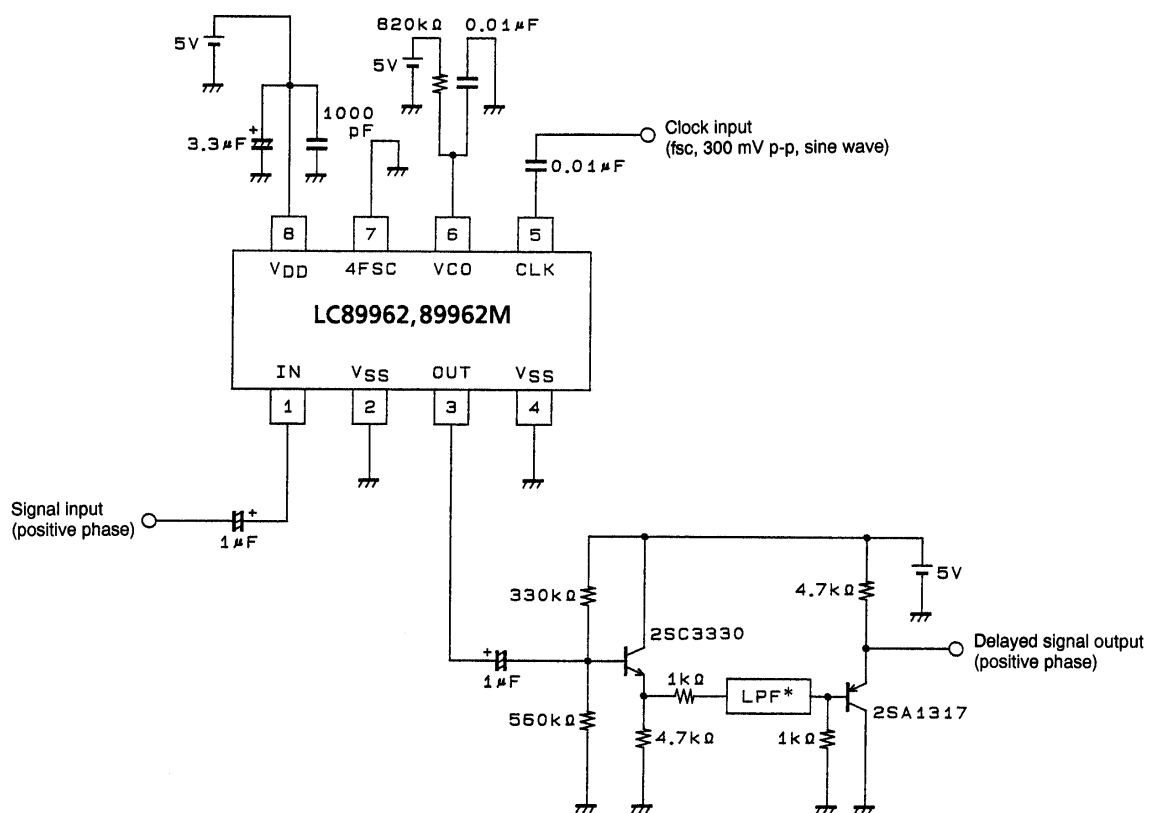 5V
820kΩ
0.01μF
5V
3.3μF
+
1000
pF
0.01μF
Clock input
(fsc, 300 mV p-p, sine wave)
8
7
6
5
VDD
4FSC
VCO
CLK
LC89962,89962M
IN
VSS
OUT
VSS
1
2
3
4
Signal input
(positive phase)
+
1μF
330kΩ
4.7kΩ
5V
2SC3330
+
1μF
Delayed signal output
(positive phase)
1kΩ
LPF*
2SA1317
560kΩ
4.7kΩ
1kΩ